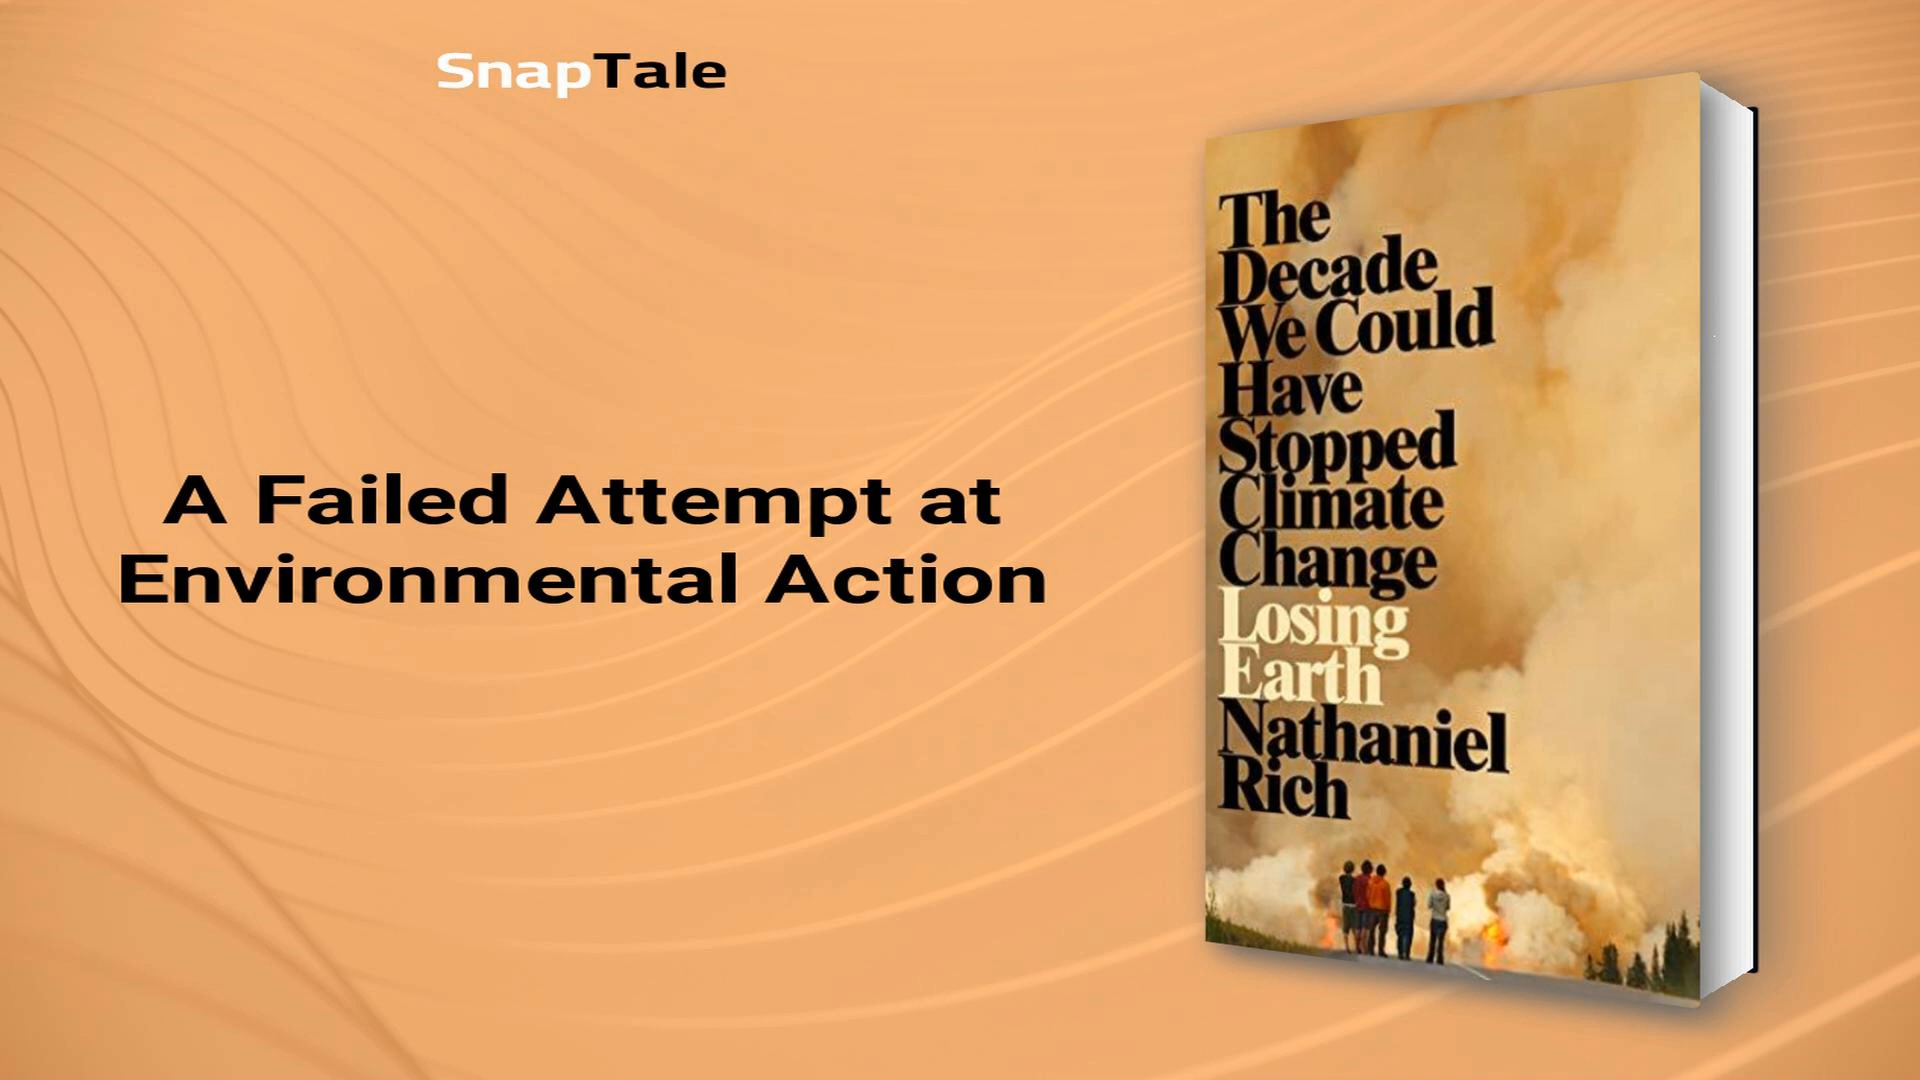 SnapTale
A Failed Attempt at
Environmental Action
The
Decade
We Could
Have
Stopped
Climate
Change
Losing
Earth
Nathaniel
Rich